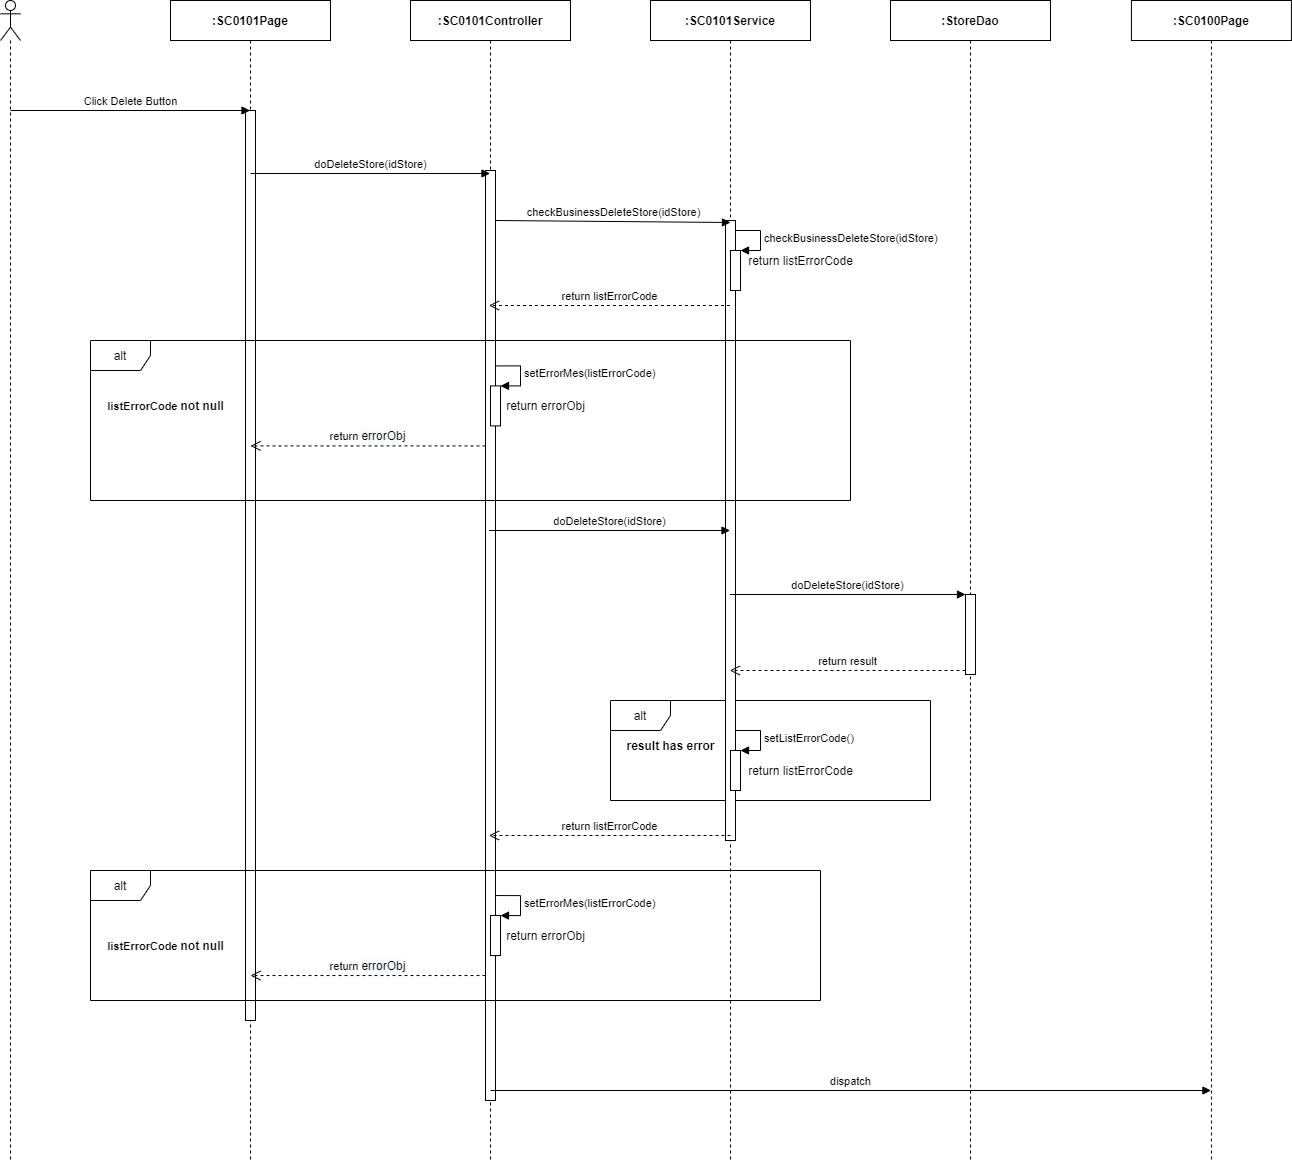 :SC0101Page
:SC0101Controller
:SC0101Service
:StoreDao
:SC0100Page
Click Delete Button
doDeleteStore(idStore)
checkBusinessDeleteStore(idStore)
checkBusinessDeleteStore(idStore)
return listErrorCode
return listErrorCode
alt
setErrorMes(listErrorCode)
listErrorCode not null
return errorObj
return errorObj
doDeleteStore(idStore)
doDeleteStore(idStore)
return result
alt
setListErrorCode()
result has error
return listErrorCode
return listErrorCode
alt
setErrorMes(listErrorCode)
return errorObj
listErrorCode not null
return errorObj
dispatch